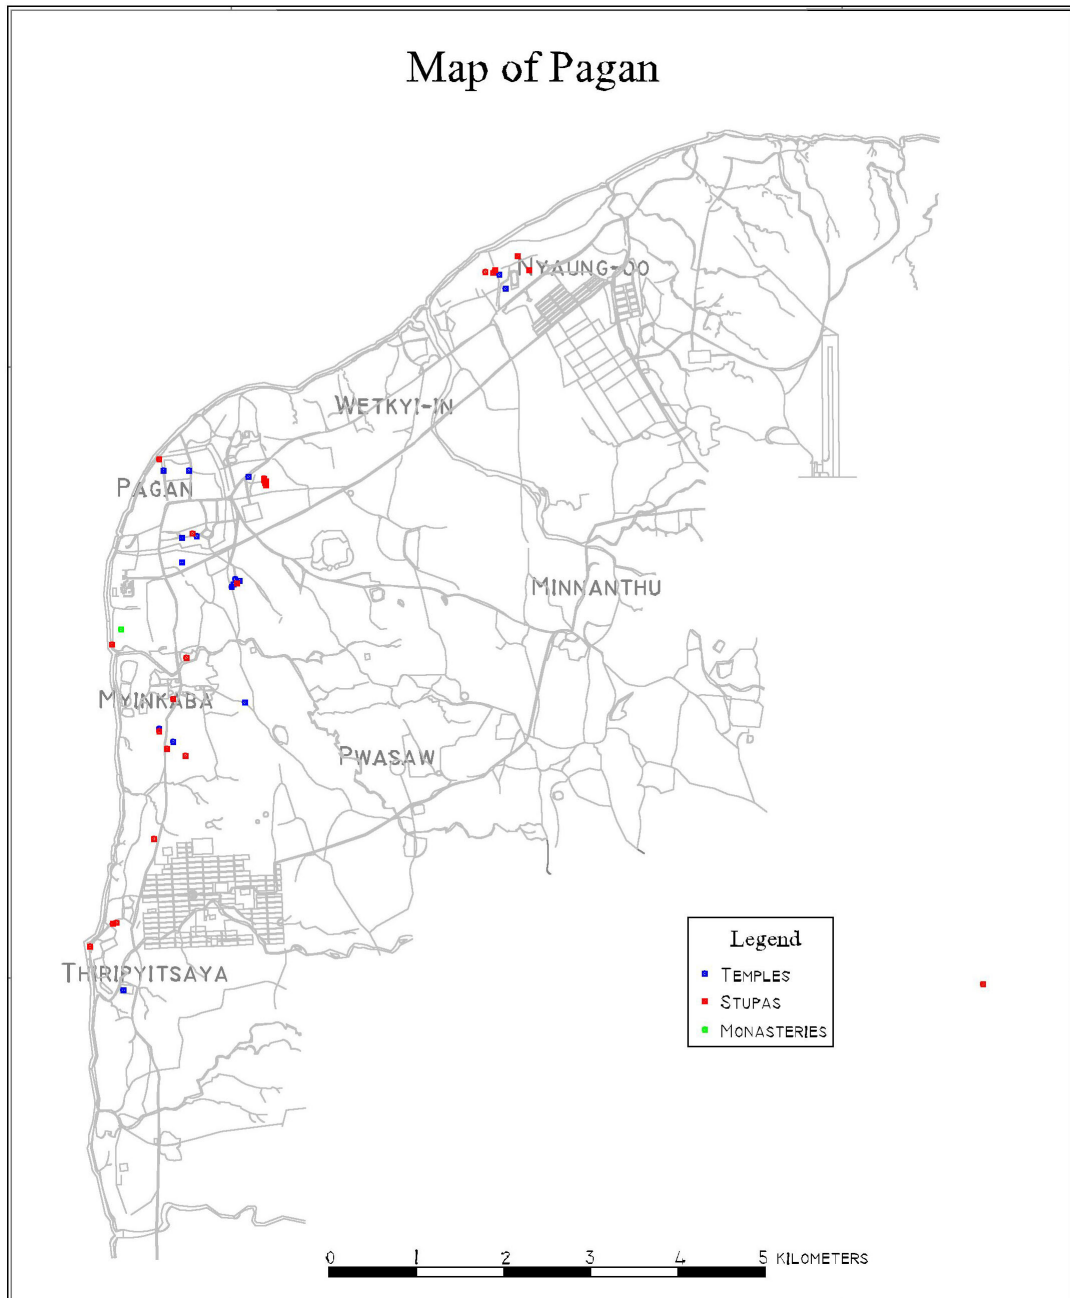 Map of Pagan
NYAUNG-OO
WETKYI-IN
PAGAN
MINNANTHU
MYINKABA
PWASAW
THIRIPYITSAYA
Legend
TEMPLES
STUPAS
MONASTERIES
0 1 2 3 4 5 KILOMETERS